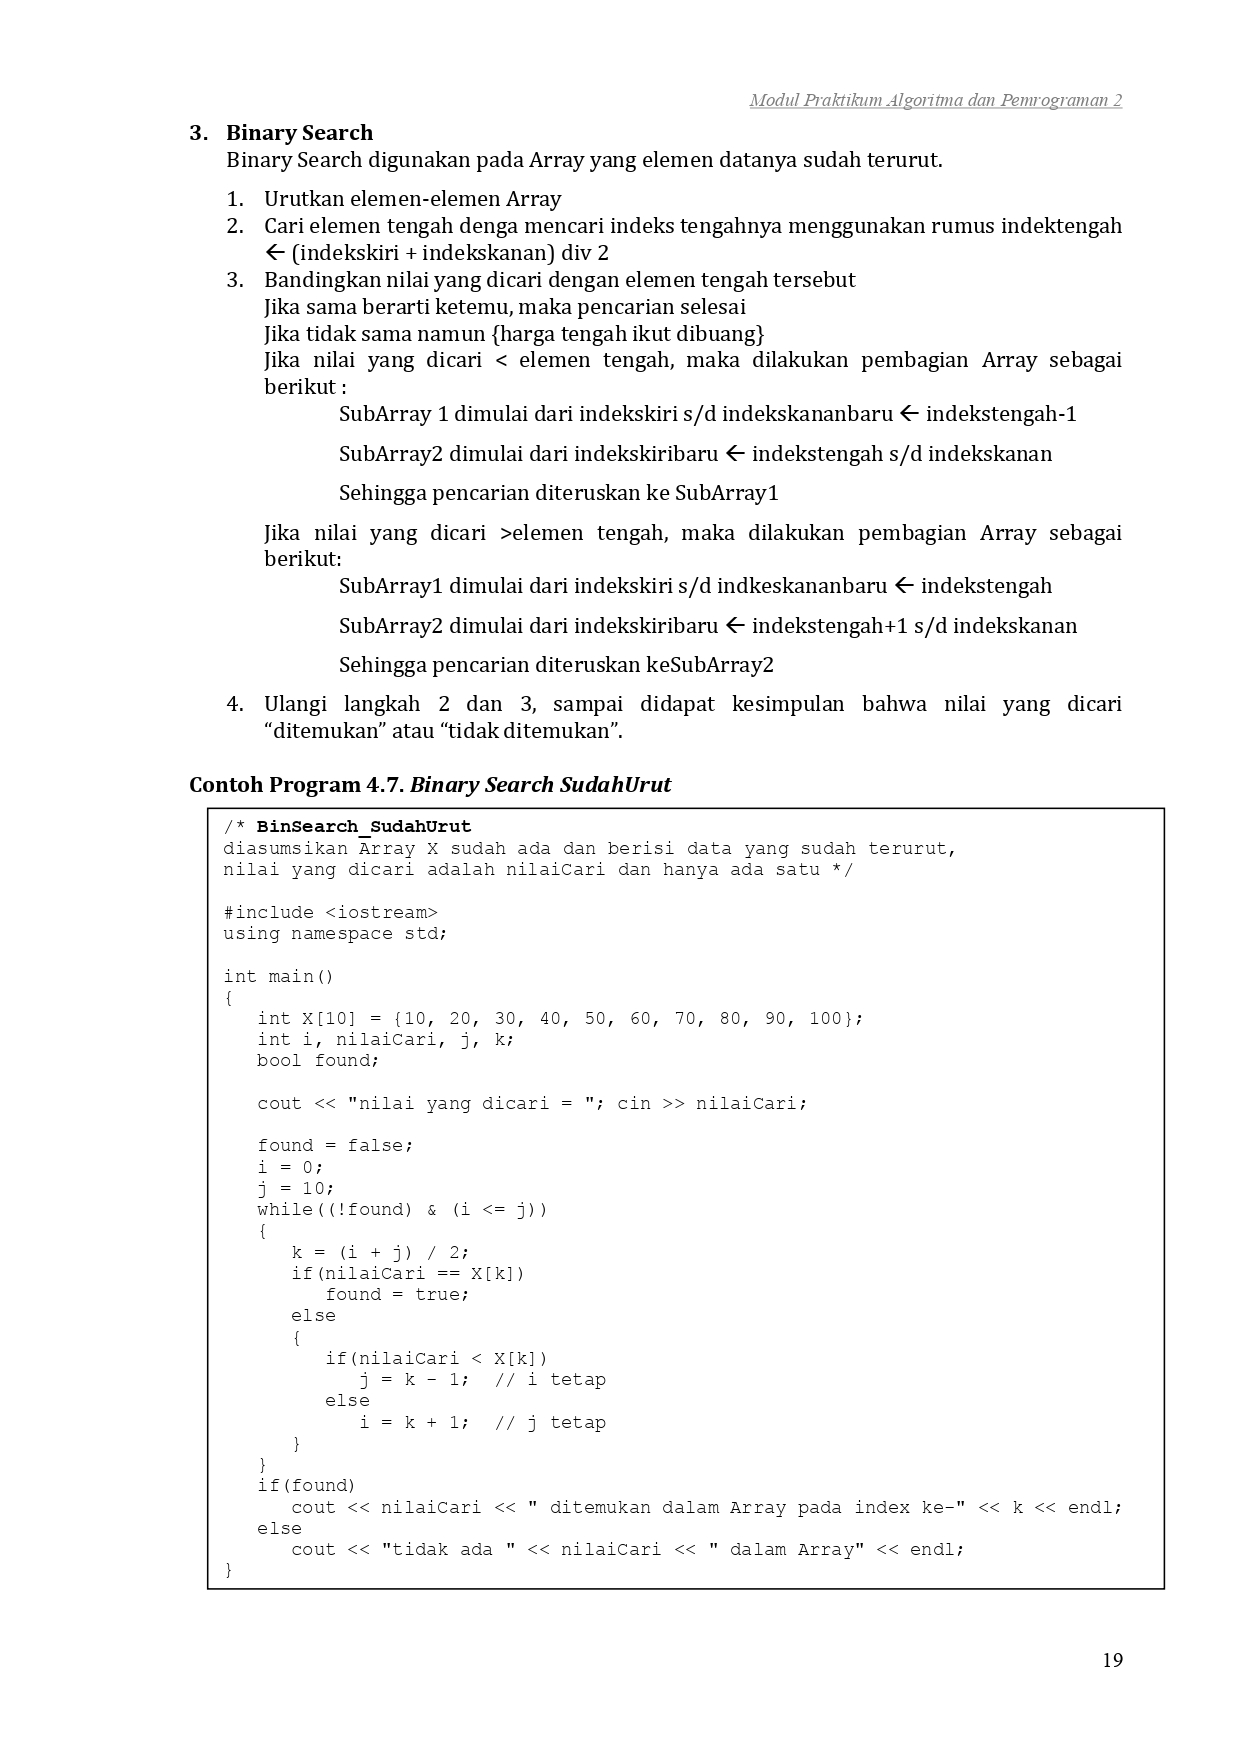 Modul Praktikum Algoritma dan Pemrograman 2
3. Binary Search
Binary Search digunakan pada Array yang elemen datanya sudah terurut.
1. Urutkan elemen-elemen Array
2. Cari elemen tengah denga mencari indeks tengahnya menggunakan rumus indektengah
← (indekskiri + indekskanan) div 2
3. Bandingkan nilai yang dicari dengan elemen tengah tersebut
Jika sama berarti ketemu, maka pencarian selesai
Jika tidak sama namun {harga tengah ikut dibuang}
Jika nilai yang dicari < elemen tengah, maka dilakukan pembagian Array sebagai
berikut :
SubArray 1 dimulai dari indekskiri s/d indekskananbaru ← indekstengah-1
SubArray2 dimulai dari indekskiribaru ← indekstengah s/d indekskanan
Sehingga pencarian diteruskan ke SubArray1
Jika nilai yang dicari >elemen tengah, maka dilakukan pembagian Array sebagai
berikut:
SubArray1 dimulai dari indekskiri s/d indkeskananbaru ← indekstengah
SubArray2 dimulai dari indekskiribaru ← indekstengah+1 s/d indekskanan
Sehingga pencarian diteruskan keSubArray2
4. Ulangi langkah 2 dan 3, sampai didapat kesimpulan bahwa nilai yang dicari
“ditemukan” atau “tidak ditemukan”.
Contoh Program 4.7. Binary Search SudahUrut
/* BinSearch_SudahUrut
diasumsikan Array X sudah ada dan berisi data yang sudah terurut,
nilai yang dicari adalah nilaiCari dan hanya ada satu */
#include <iostream>
using namespace std;
int main()
{
int X[10] = {10, 20, 30, 40, 50, 60, 70, 80, 90, 100};
int i, nilaiCari, j, k;
bool found;
cout << "nilai yang dicari = "; cin >> nilaiCari;
found = false;
i = 0;
j = 10;
while((!found) & (i <= j))
{
k = (i + j) / 2;
if(nilaiCari == X[k])
found = true;
else
{
if(nilaiCari < X[k])
j = k - 1; // i tetap
else
i = k + 1; // j tetap
}
}
if(found)
cout << nilaiCari << " ditemukan dalam Array pada index ke-" << k << endl;
else
cout << "tidak ada " << nilaiCari << " dalam Array" << endl;
}
19